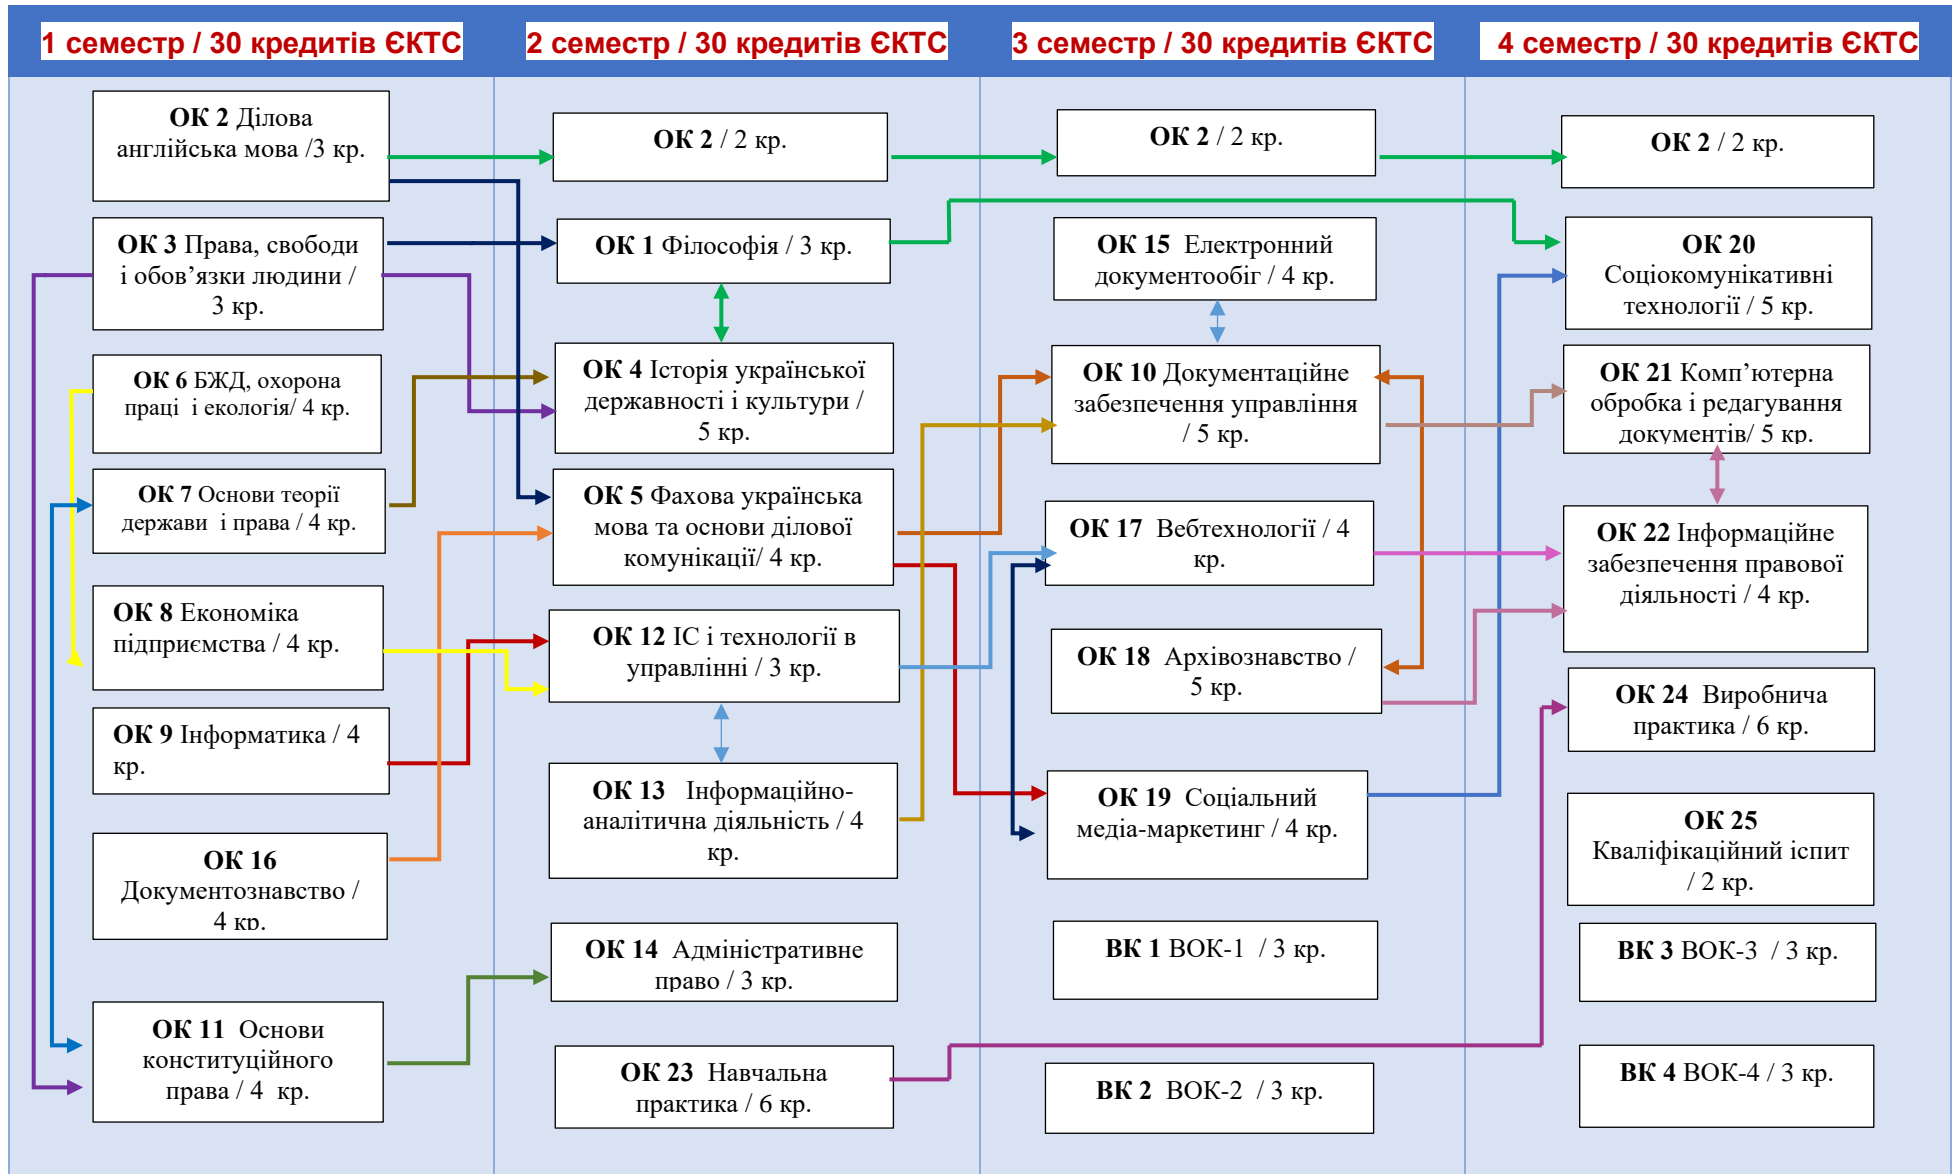 1 семестр / 30 кредитів ЄКТС
2 семестр / 30 кредитів ЄКТС
3 семестр / 30 кредитів ЄКТС
4 семестр / 30 кредитів ЄКТС
ОК 2 Ділова
англійська мова /3 кр.
ОК 3 Права, свободи
і обов’язки людини /
3 кр.
ОК 6 БЖД, охорона
праці і екологія/ 4 кр.
ОК 7 Основи теорії
держави і права / 4 кр.
ОК 8 Економіка
підприємства / 4 кр.
ОК 9 Інформатика / 4
кр.
ОК 16
Документознавство /
4 кр.
ОК 11 Основи
конституційного
права / 4 кр.
ОК 2 / 2 кр.
ОК 1 Філософія / 3 кр.
ОК 4 Історія української
державності і культури /
5 кр.
ОК 5 Фахова українська
мова та основи ділової
комунікації/ 4 кр.
ОК 12 ІС і технології в
управлінні / 3 кр.
ОК 13 Інформаційно-
аналітична діяльність / 4
кр.
ОК 14 Адміністративне
право / 3 кр.
ОК 23 Навчальна
практика / 6 кр.
ОК 2 / 2 кр.
ОК 15 Електронний
документообіг / 4 кр.
ОК 10 Документаційне
забезпечення управління
/ 5 кр.
ОК 17 Вебтехнології / 4
кр.
ОК 18 Архівознавство /
5 кр.
ОК 19 Соціальний
медіа-маркетинг / 4 кр.
ВК 1 ВОК-1 / 3 кр.
ВК 2 ВОК-2 / 3 кр.
ОК 2 / 2 кр.
ОК 20
Соціокомунікативні
технології / 5 кр.
ОК 21 Комп’ютерна
обробка і редагування
документів/ 5 кр.
ОК 22 Інформаційне
забезпечення правової
діяльності / 4 кр.
ОК 24 Виробнича
практика / 6 кр.
ОК 25
Кваліфікаційний іспит
/ 2 кр.
ВК 3 ВОК-3 / 3 кр.
ВК 4 ВОК-4 / 3 кр.